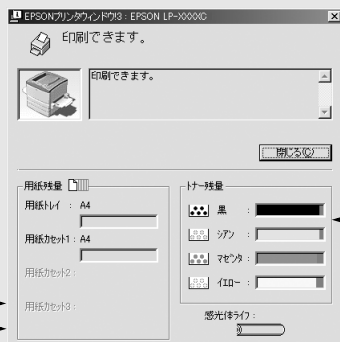 EPSONプリンタウィンドウ!3 : EPSON LP-XXXXC
印刷できます。
印刷できます。
閉じる(C)
用紙残量
用紙トレイ : A4
用紙カセット1 : A4
用紙カセット2 :
用紙カセット3 :
トナー残量
黒 :
シアン :
マゼンタ :
イエロー :
感光体ライフ :